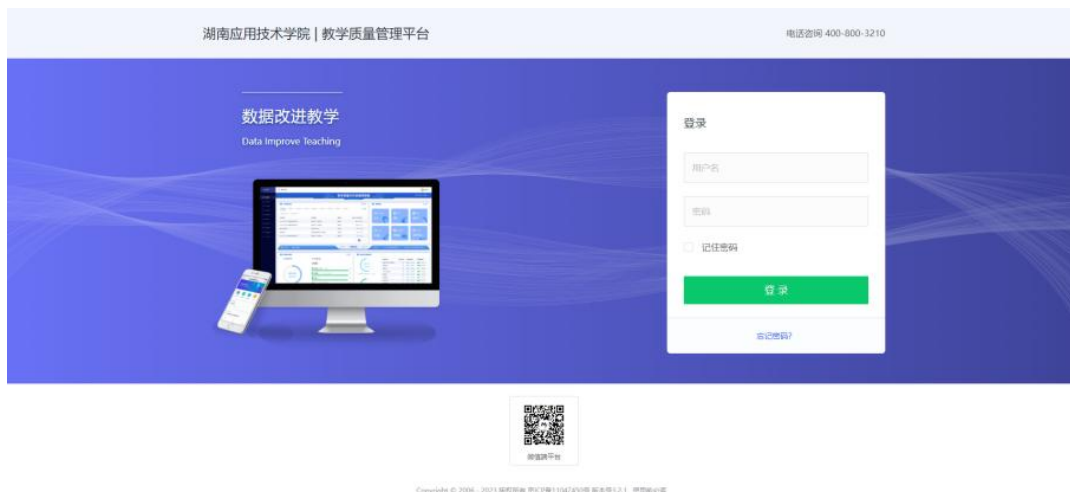 湖南应用技术学院 | 教学质量管理平台
电话咨询 400-800-3210
数据改进教学
Data Improve Teaching
登录
用户名
密码
记住密码
登 录
忘记密码?
微信端平台